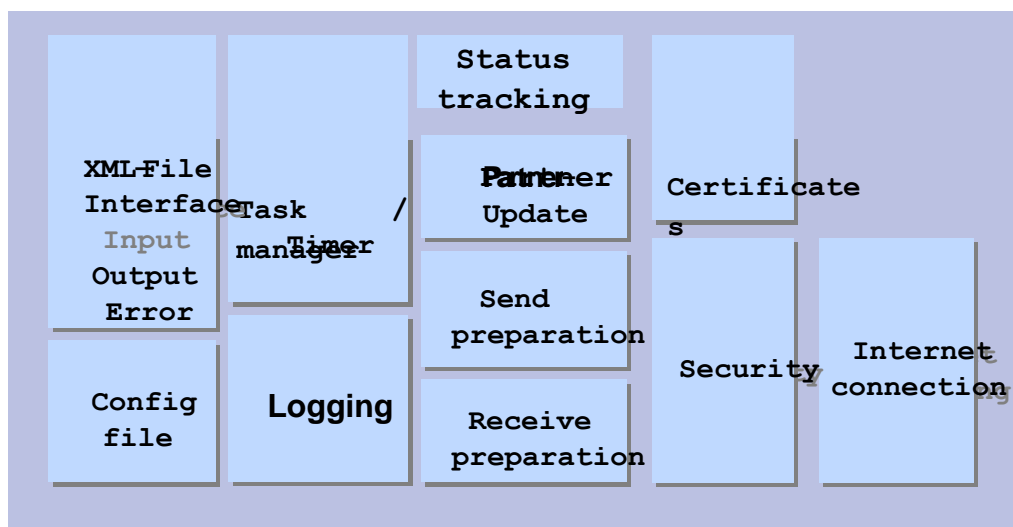 XML-File
Interface
Input
Output
Error
Config
file
Task /
manager
Timer
Logging
Status
tracking
Partner
Update
Send
preparation
Receive
preparation
Certificate
s
Security
Internet
connection